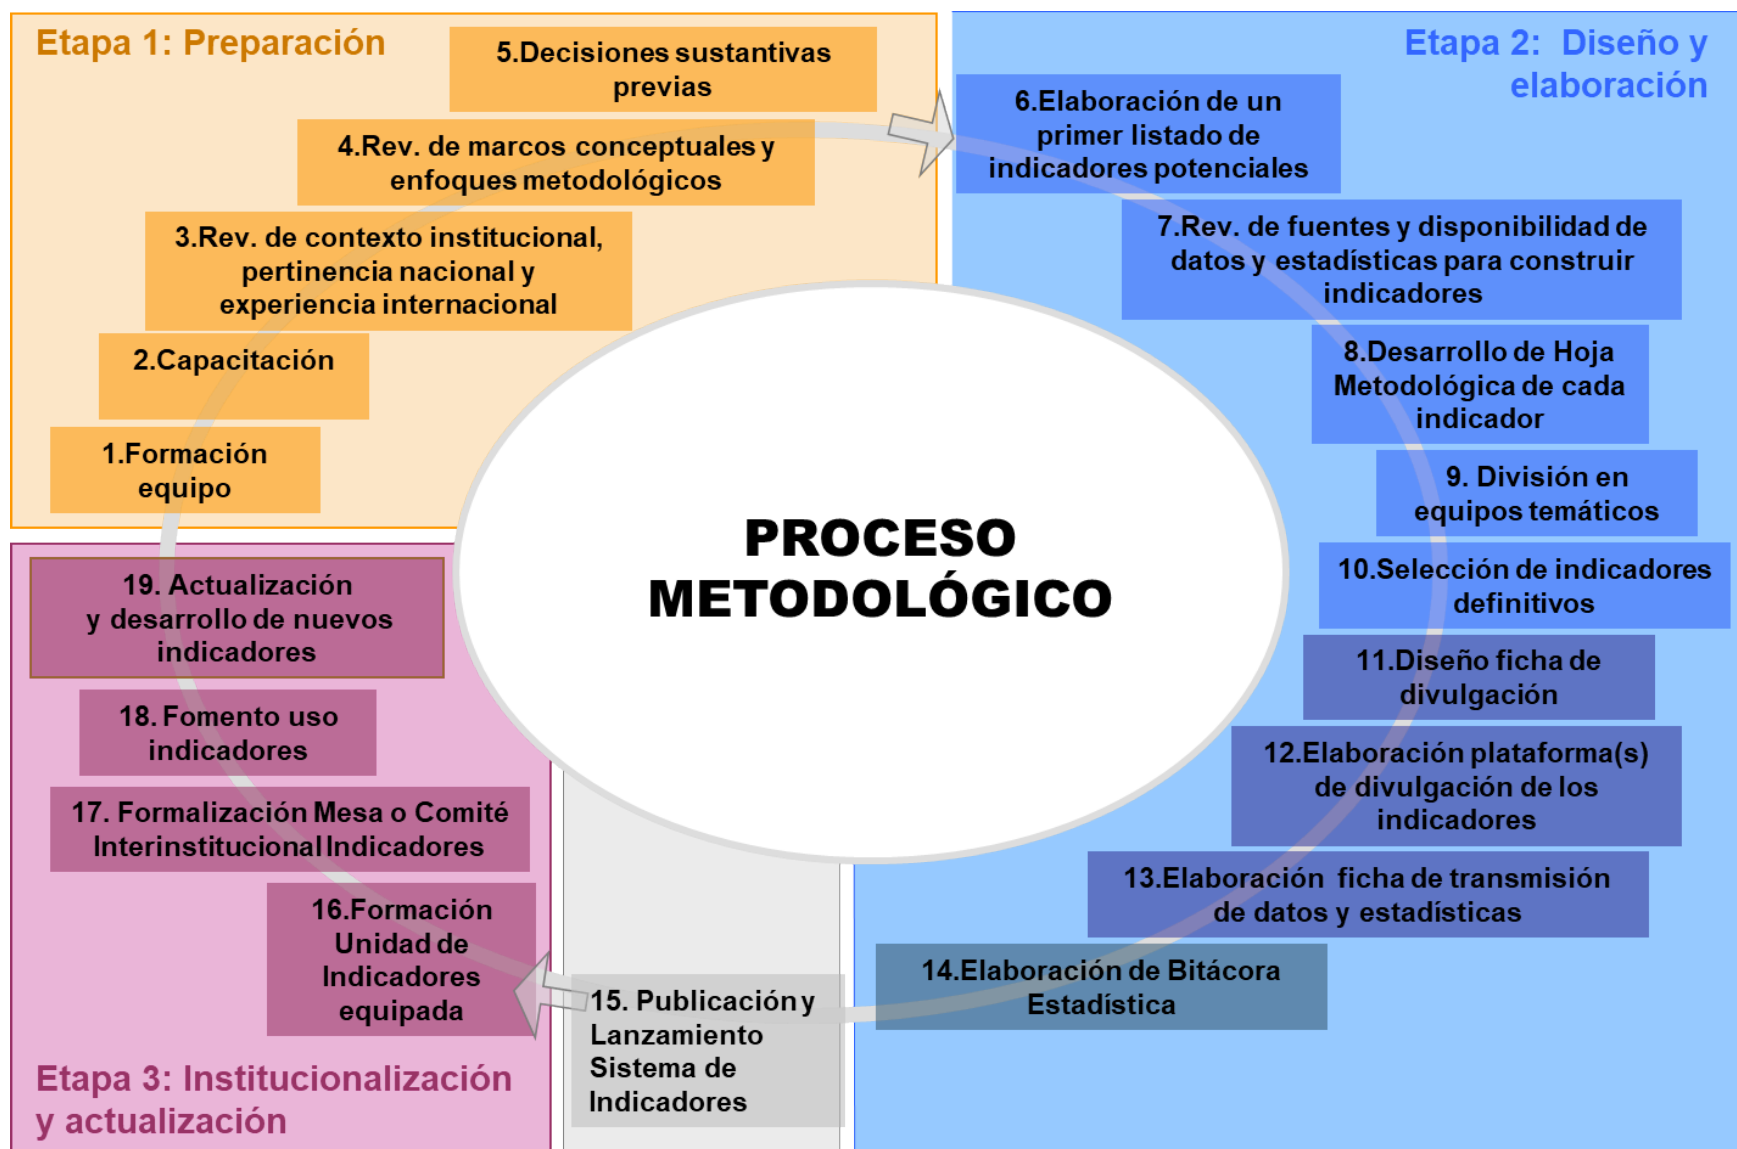 Etapa 1: Preparación
5.Decisiones sustantivas
previas
4.Rev. de marcos conceptuales y
enfoques metodológicos
3.Rev. de contexto institucional,
pertinencia nacional y
experiencia internacional
2.Capacitación
1.Formación
equipo
Etapa 2: Diseño y
elaboración
6.Elaboración de un
primer listado de
indicadores potenciales
7.Rev. de fuentes y disponibilidad de
datos y estadísticas para construir
indicadores
8.Desarrollo de Hoja
Metodológica de cada
indicador
9. División en
equipos temáticos
10.Selección de indicadores
definitivos
11.Diseño ficha de
divulgación
12.Elaboración plataforma(s)
de divulgación de los
indicadores
13.Elaboración ficha de transmisión
de datos y estadísticas
14.Elaboración de Bitácora
Estadística
PROCESO
METODOLÓGICO
15. Publicación y
Lanzamiento
Sistema de
Indicadores
19. Actualización
y desarrollo de nuevos
indicadores
18. Fomento uso
indicadores
17. Formalización Mesa o Comité
Interinstitucional Indicadores
16.Formación
Unidad de
Indicadores
equipada
Etapa 3: Institucionalización
y actualización